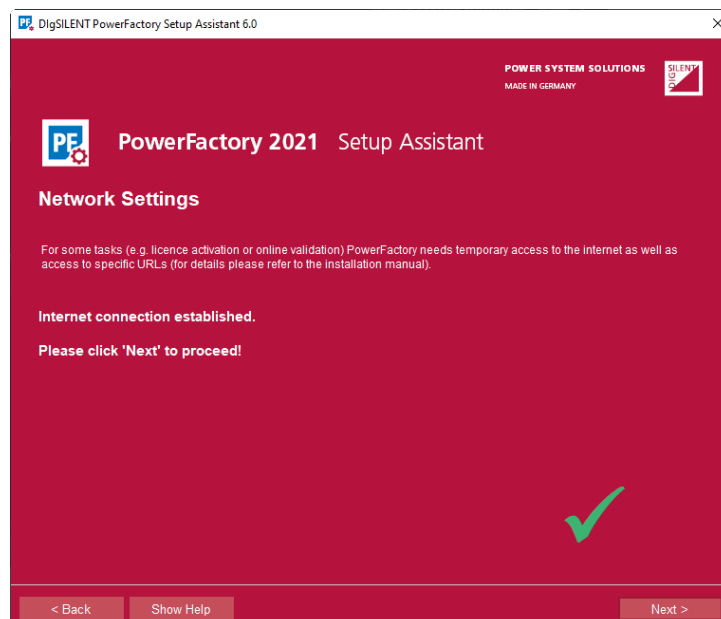 DIgSILENT PowerFactory Setup Assistant 6.0
POWER SYSTEM SOLUTIONS
MADE IN GERMANY
DIg
SILENT
PF
PowerFactory 2021 Setup Assistant
Network Settings
For some tasks (e.g. licence activation or online validation) PowerFactory needs temporary access to the internet as well as
access to specific URLs (for details please refer to the installation manual).
Internet connection established.
Please click 'Next' to proceed!
< Back Show Help Next >